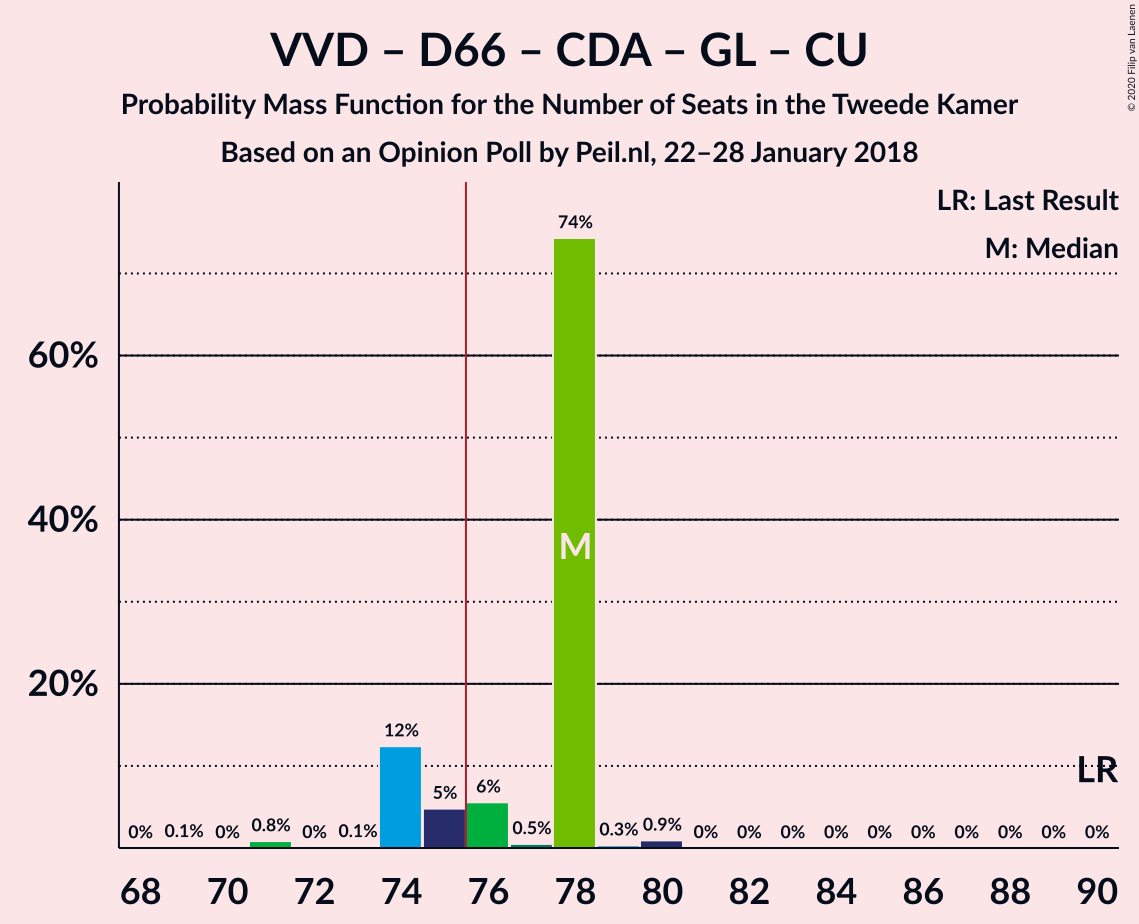 VVD – D66 – CDA – GL – CU
Probability Mass Function for the Number of Seats in the Tweede Kamer
Based on an Opinion Poll by Peil.nl, 22–28 January 2018
© 2020 Filip van Laenen
LR: Last Result
M: Median
60%
40%
20%
0% 0.1% 0% 0.8% 0% 0.1% 12% 5% 6% 0.5% 74% 0.3% 0.9% 0% 0% 0% 0% 0% 0% 0% 0% 0% 0%
M
LR
68 70 72 74 76 78 80 82 84 86 88 90